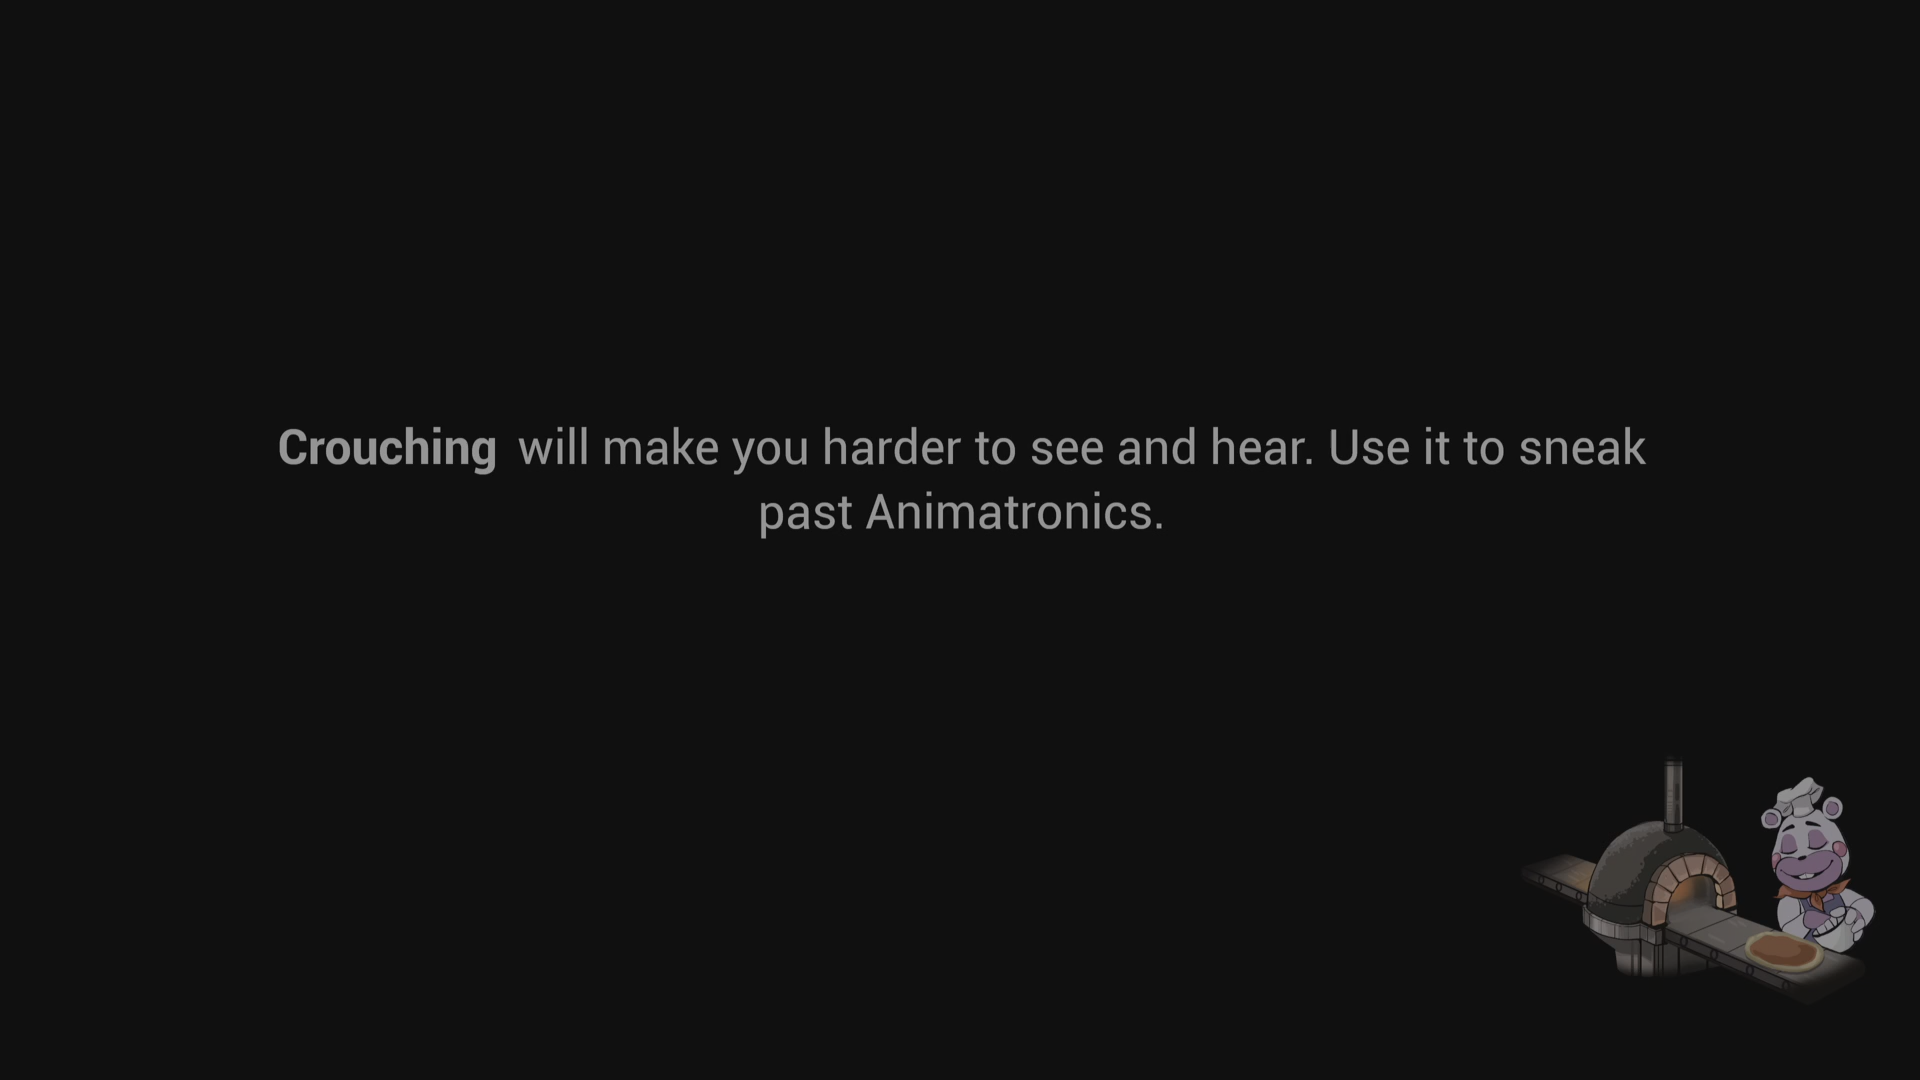 Crouching will make you harder to see and hear. Use it to sneak
past Animatronics.